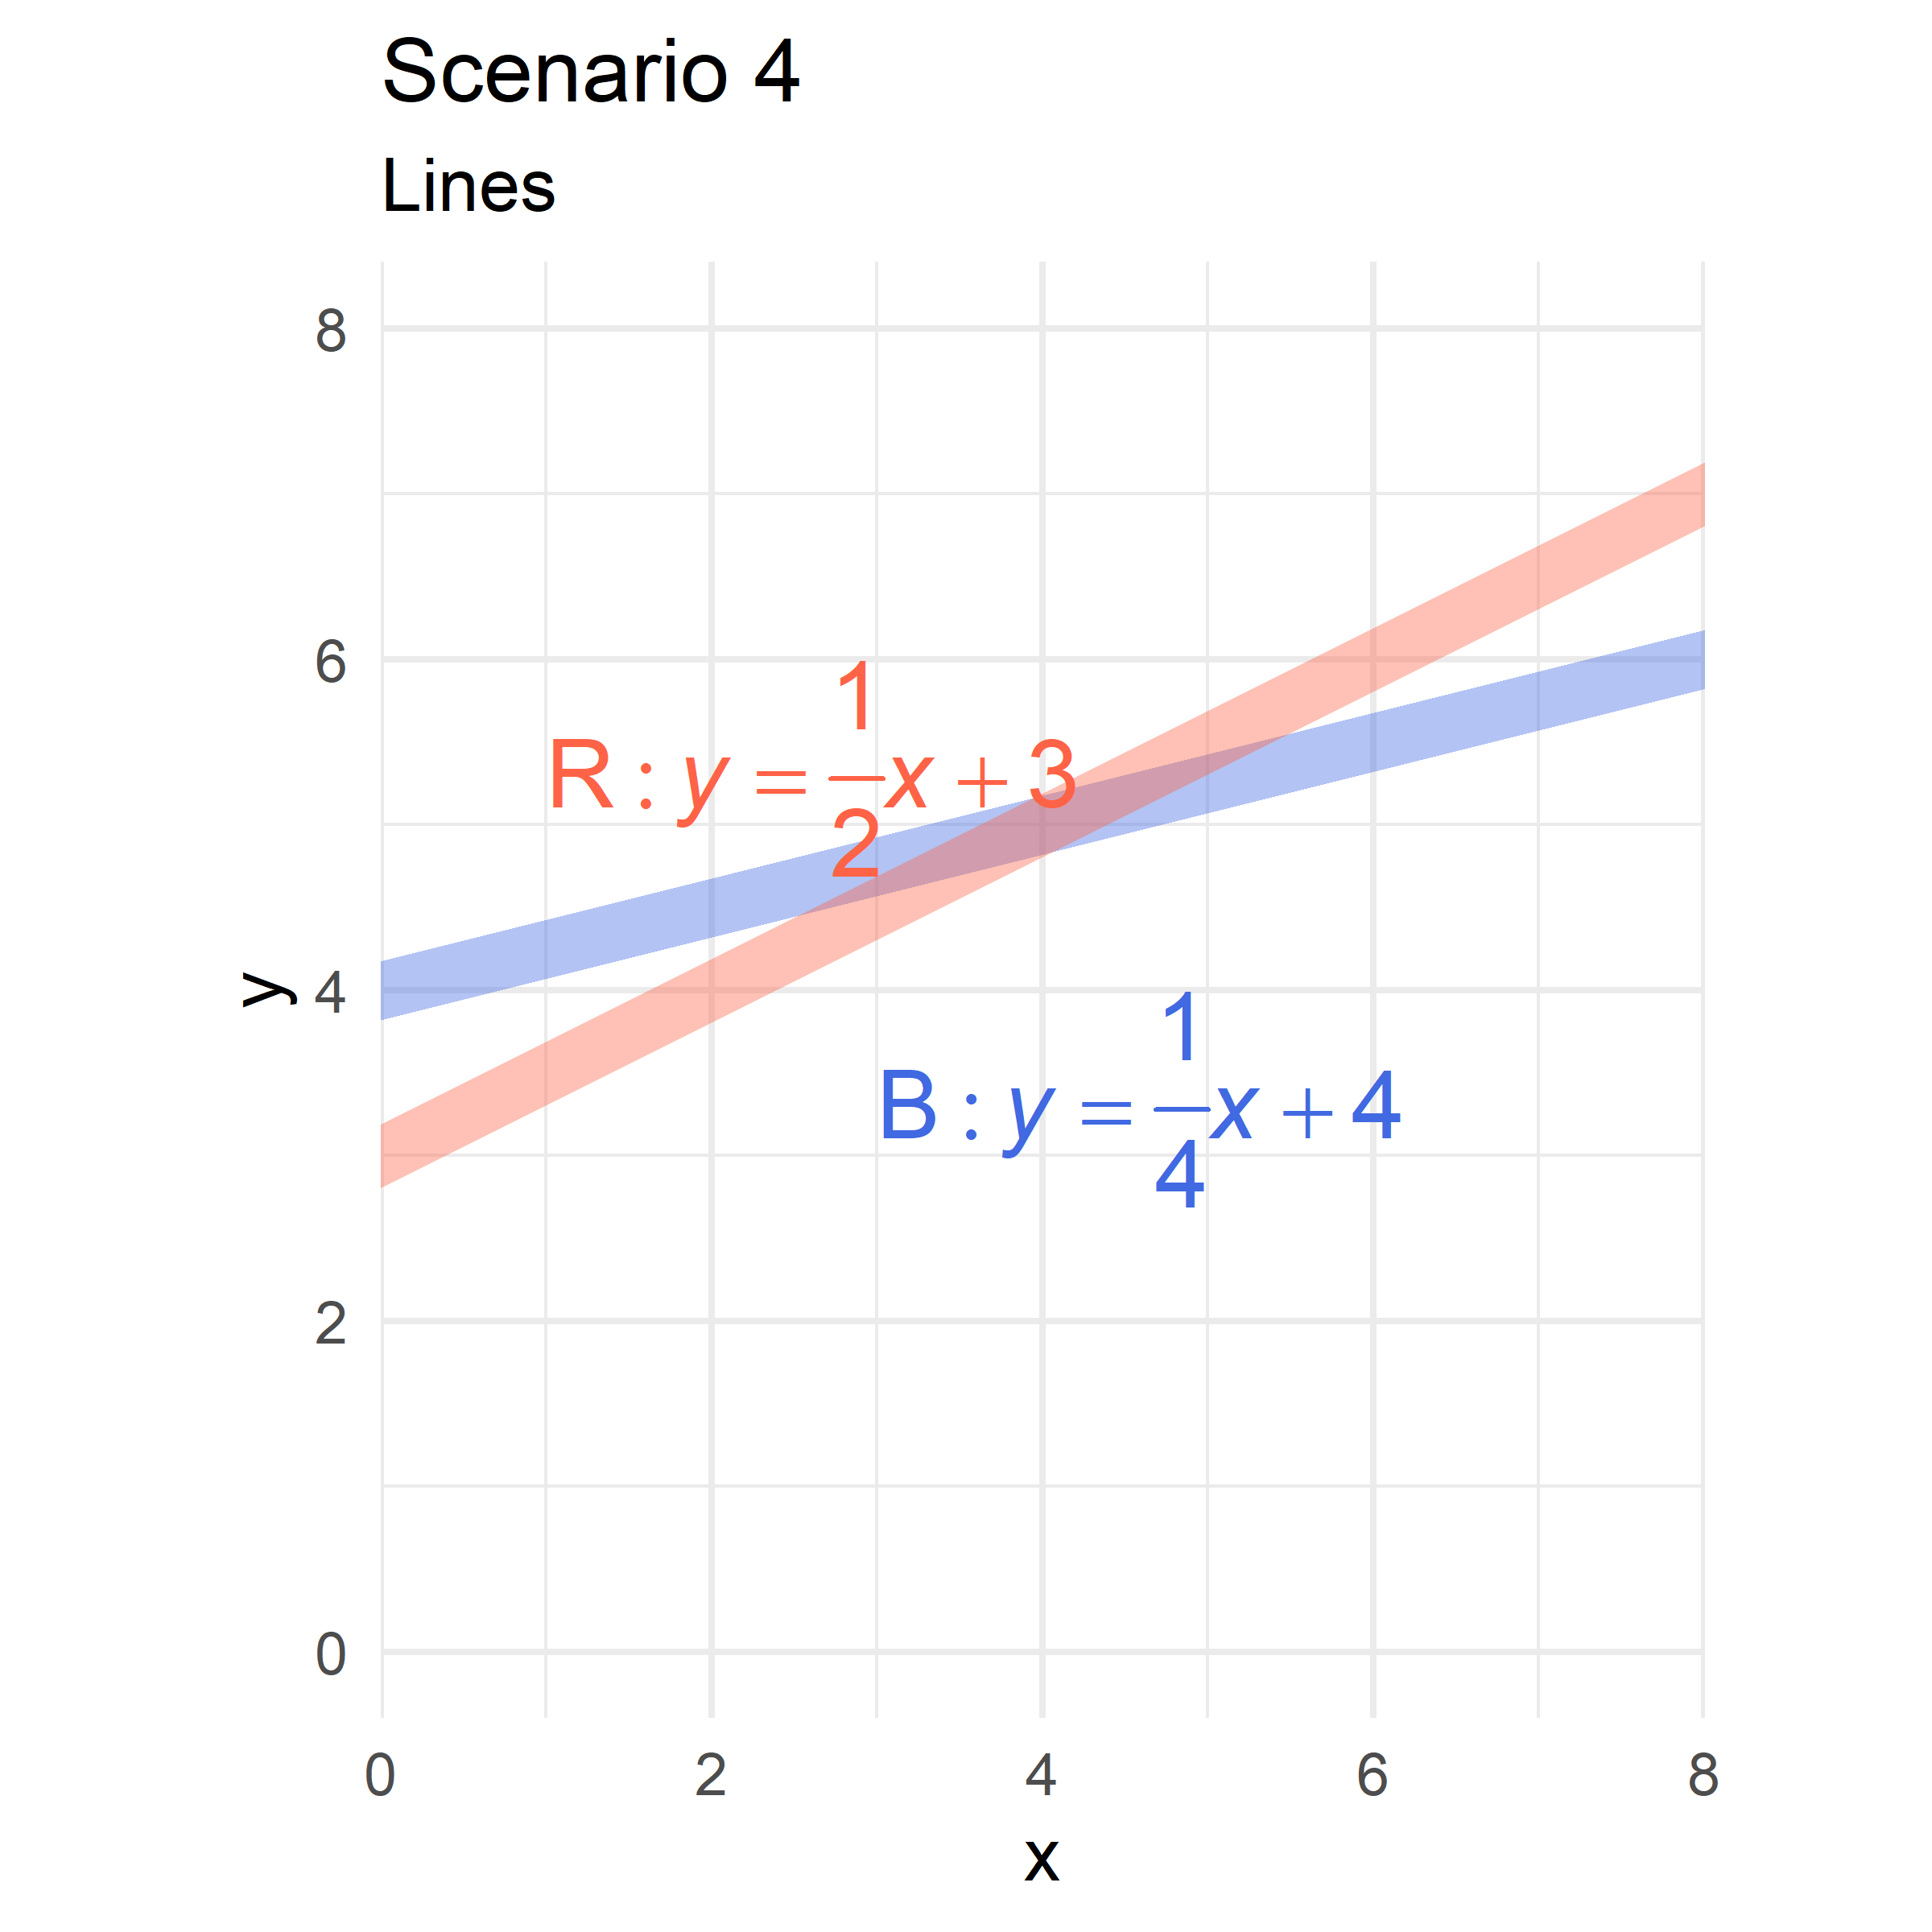 Scenario 4
Lines
8
6
4
2
0
y
R : y = 1/2 x + 3
B : y = 1/4 x + 4
0 2 4 6 8
x